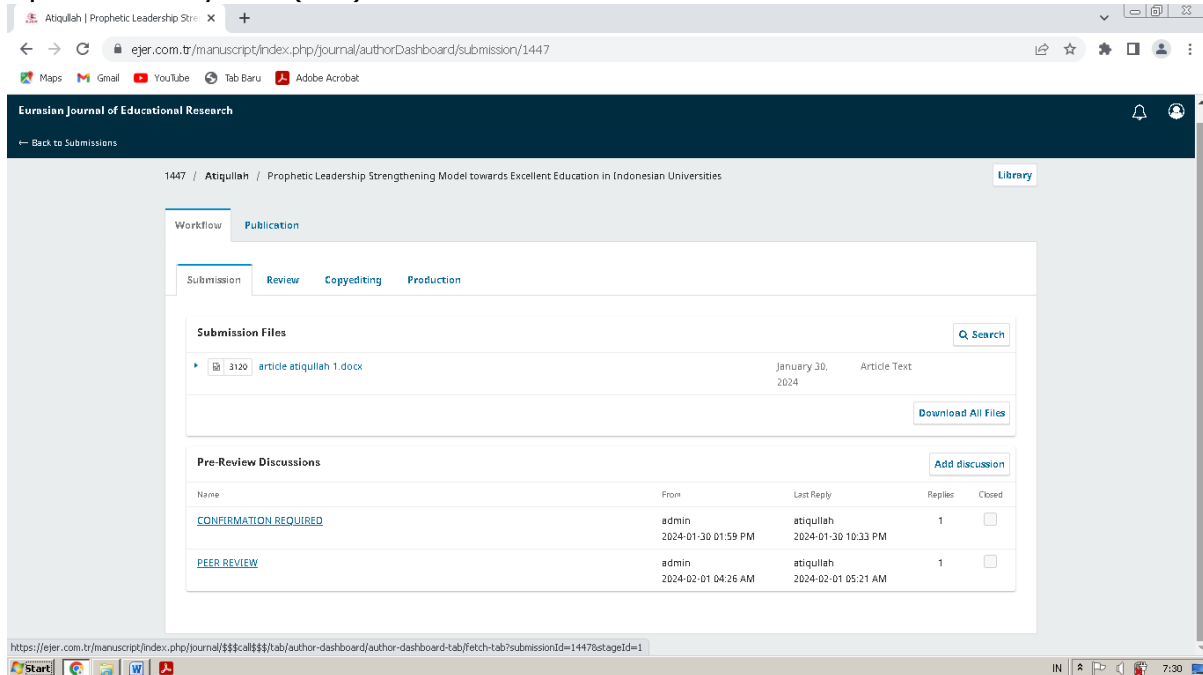 Atiqullah | Prophetic Leadership Stre
ejer.com.tr/manuscript/index.php/journal/authorDashboard/submission/1447
Maps Gmail YouTube Tab Baru Adobe Acrobat
Eurasian Journal of Educational Research
← Back to Submissions
1447 / Atiqullah / Prophetic Leadership Strengthening Model towards Excellent Education in Indonesian Universities
Library
Workflow Publication
Submission Review Copyediting Production
Submission Files
Search
3120 article atiqullah 1.docx January 30, 2024 Article Text
Download All Files
Pre-Review Discussions
Add discussion
Name From Last Reply Replies Closed
CONFIRMATION REQUIRED admin atiqullah 1
2024-01-30 01:59 PM 2024-01-30 10:33 PM
PEER REVIEW admin atiqullah 1
2024-02-01 04:26 AM 2024-02-01 05:21 AM
https://ejer.com.tr/manuscript/index.php/journal/$$$call$$$/tab/author-dashboard/author-dashboard-tab/fetch-tab?submissionId=1447&stageId=1
Start IN 7:30